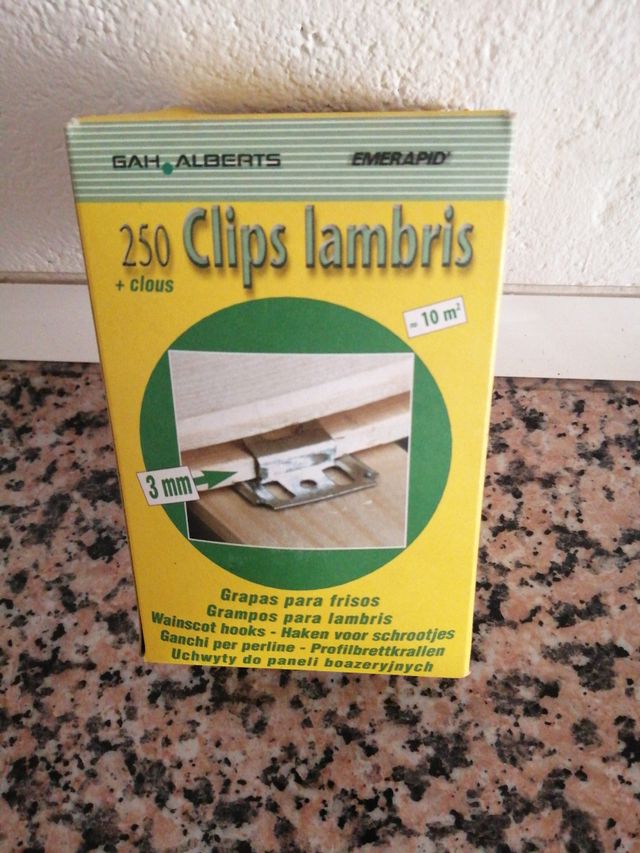 GAH.ALBERTS EMERAPID®
250 Clips lambris
+ clous
≈ 10 m²
3 mm
Grapas para frisos
Grampos para lambris
Wainscot hooks - Haken voor schrootjes
Ganchi per perline - Profilbrettkrallen
Uchwyty do paneli boazeryjnych